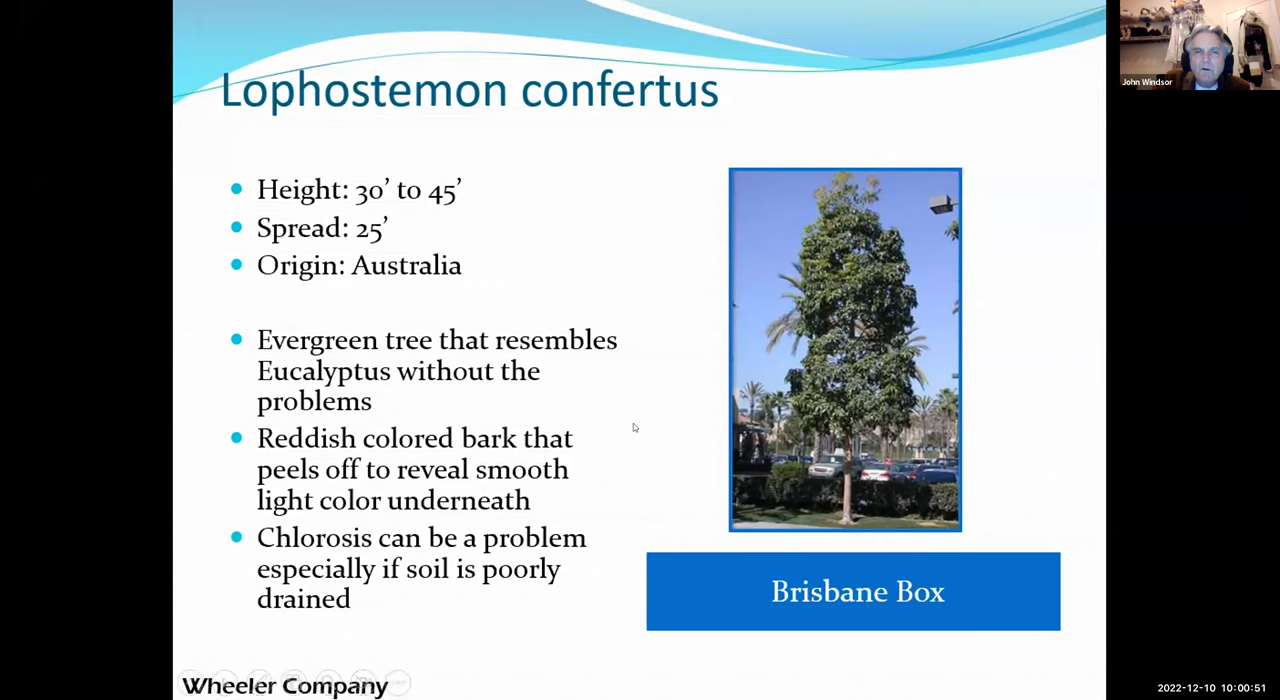 Lophostemon confertus
John Windsor
Height: 30’ to 45’
Spread: 25’
Origin: Australia
Evergreen tree that resembles
Eucalyptus without the
problems
Reddish colored bark that
peels off to reveal smooth
light color underneath
Chlorosis can be a problem
especially if soil is poorly
drained
Brisbane Box
Wheeler Company
2022-12-10 10:00:51